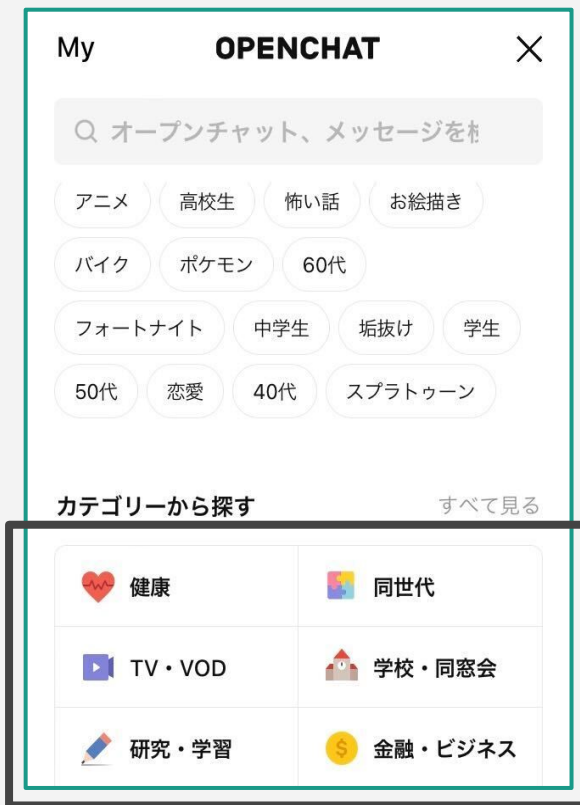 My OPENCHAT
オープンチャット、メッセージを
アニメ 高校生 怖い話 お絵描き
バイク ポケモン 60代
フォートナイト 中学生 垢抜け 学生
50代 恋愛 40代 スプラトゥーン
カテゴリーから探す すべて見る
健康 同世代
TV・VOD 学校・同窓会
研究・学習 金融・ビジネス